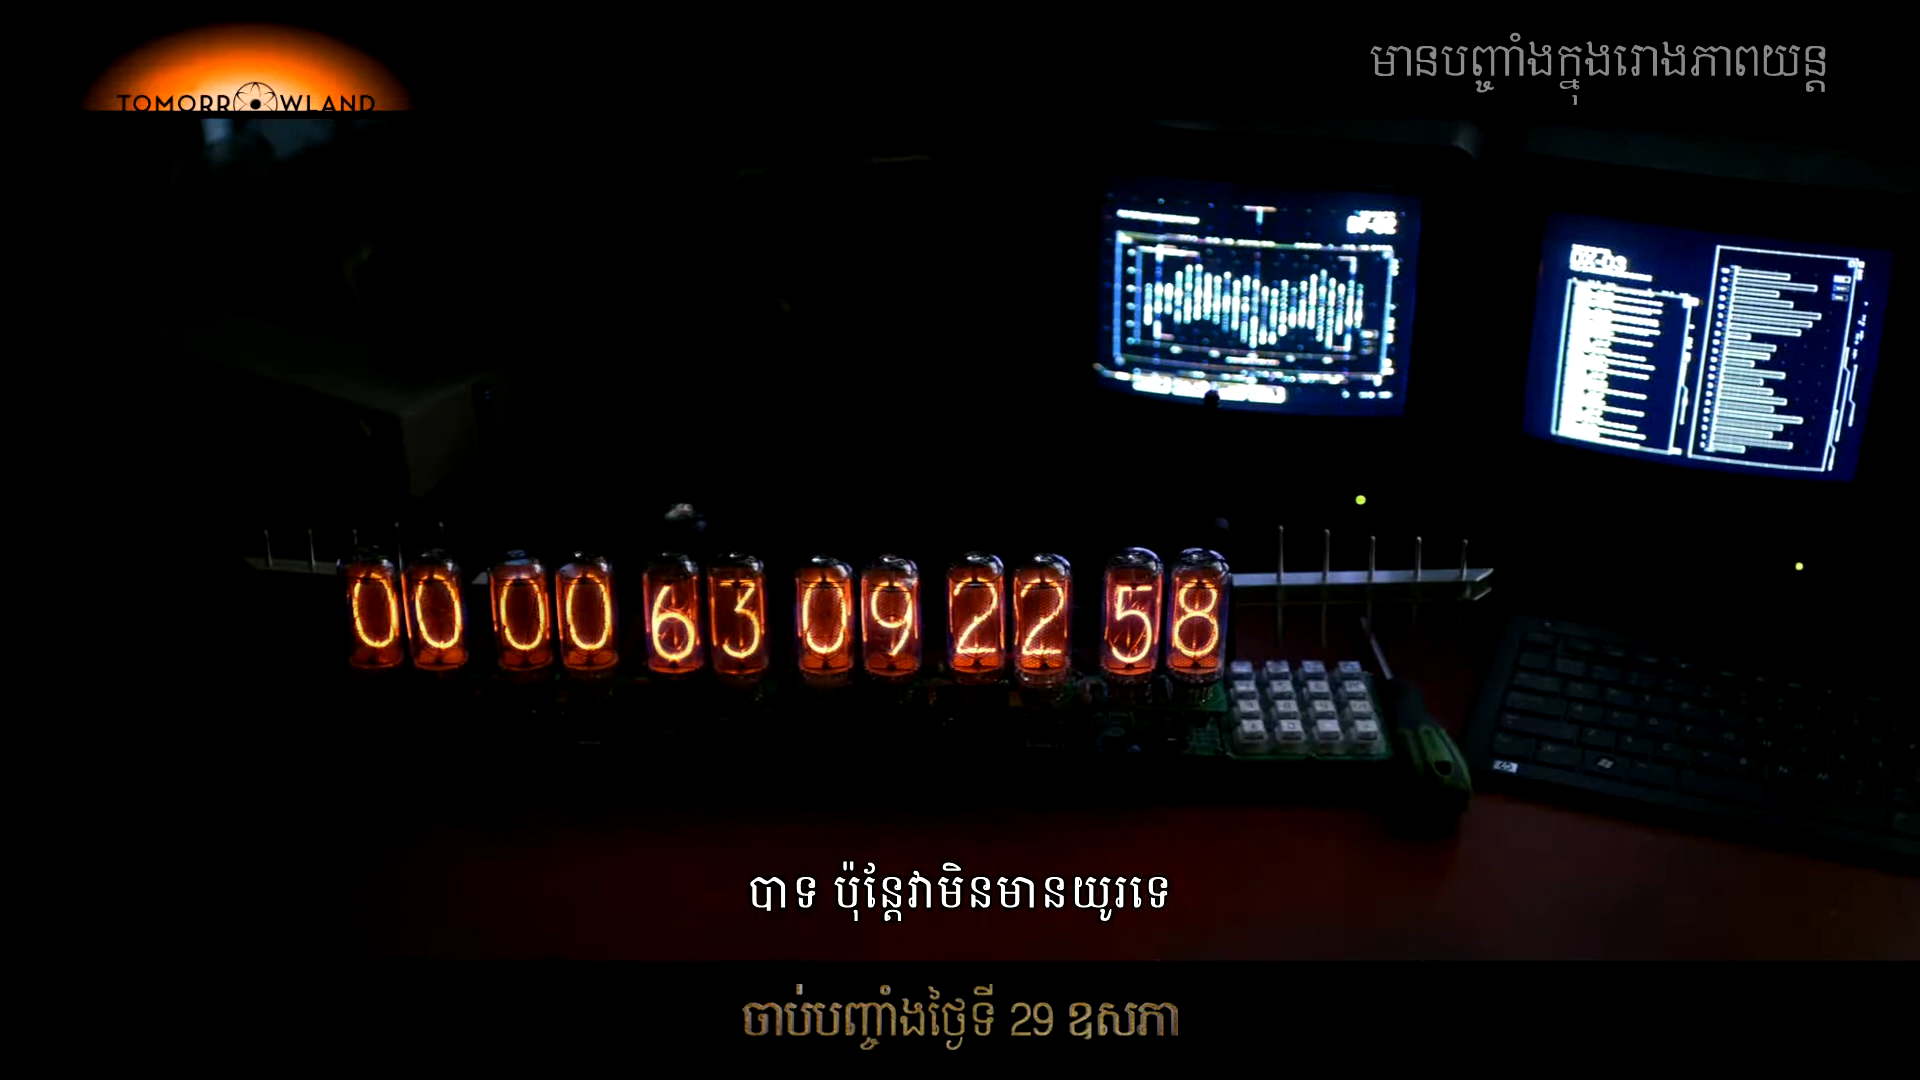 TOMORROWLAND
មានបញ្ចាំងក្នុងរោងភាពយន្ត
00 00 63 09 22 58
បាទ ប៉ុន្តែវាមិនមានយូរទេ
ចាប់បញ្ចាំងថ្ងៃទី 29 ឧសភា